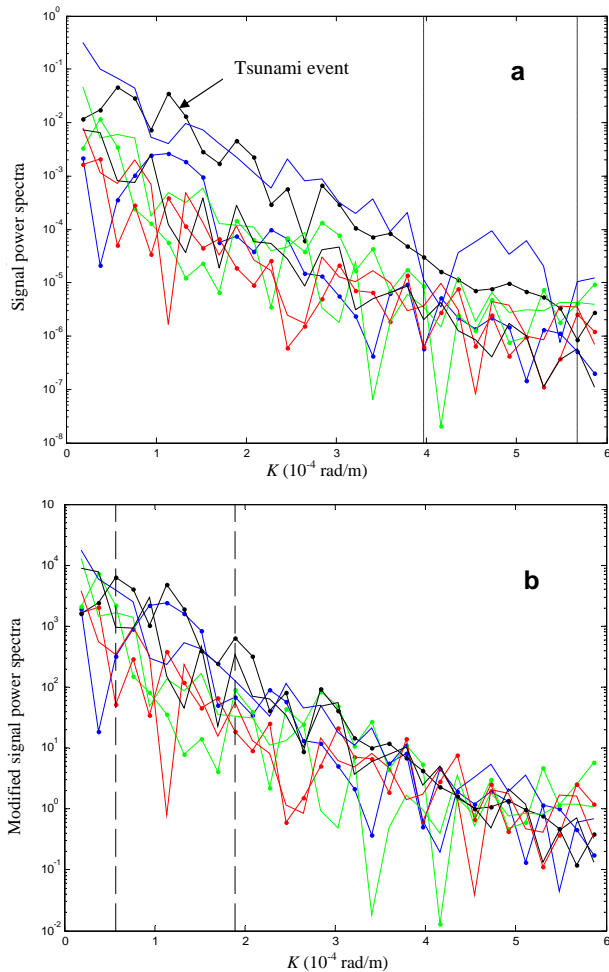 10^0
a
Tsunami event
10^-1
10^-2
10^-3
10^-4
10^-5
10^-6
10^-7
10^-8
Signal power spectra
0 1 2 3 4 5 6
K (10^-4 rad/m)
10
b
10^4
10^3
10^2
10^1
10^0
10^-1
10^-2
Modified signal power spectra
0 1 2 3 4 5 6
K (10^-4 rad/m)